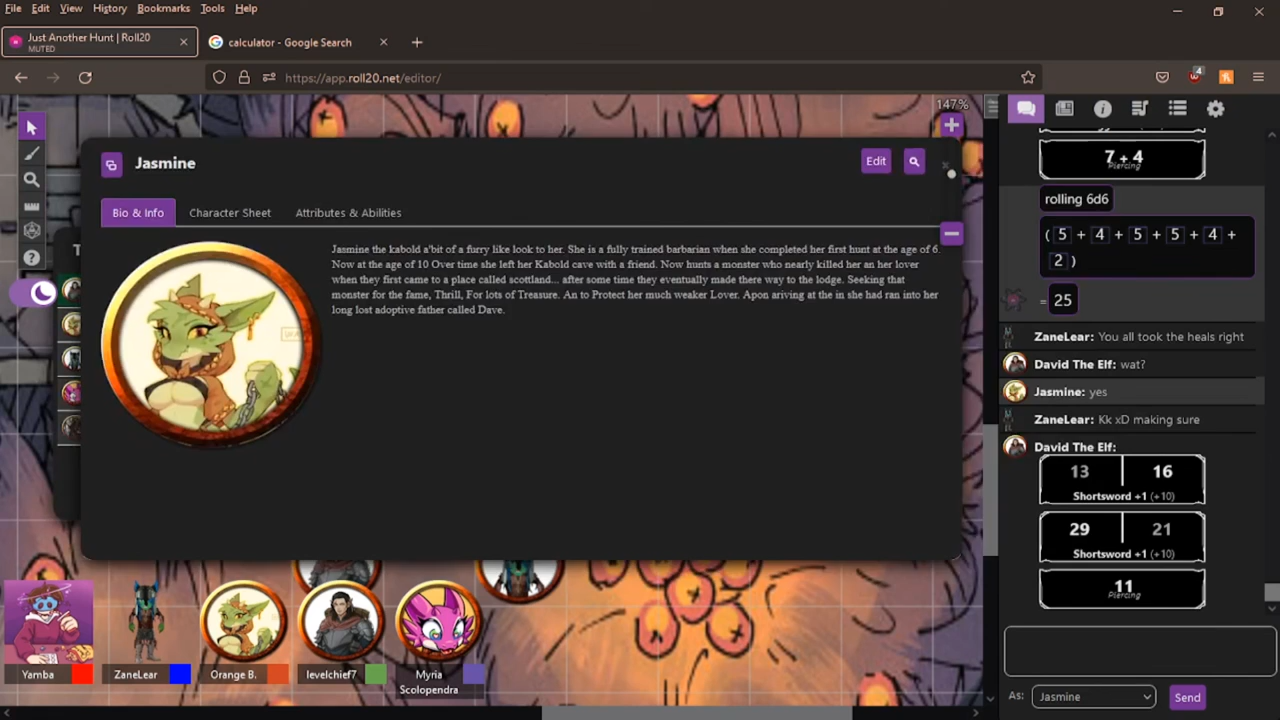 File Edit View History Bookmarks Tools Help
Just Another Hunt | Roll20
MUTED
calculator - Google Search
https://app.roll20.net/editor/
4
147%
Jasmine
Edit
Bio & Info
Character Sheet
Attributes & Abilities
Jasmine the kabold a'bit of a furry like look to her. She is a fully trained barbarian when she completed her first hunt at the age of 6.
Now at the age of 10 Over time she left her Kabold cave with a friend. Now hunts a monster who nearly killed her an her lover
when they first came to a place called scottland... after some time they eventually made there way to the lodge. Seeking that
monster for the fame, Thrill, For lots of Treasure. An to Protect her much weaker Lover. Apon ariving at the in she had ran into her
long lost adoptive father called Dave.
7 + 4
Piercing
rolling 6d6
( 5 + 4 + 5 + 5 + 4 +
2 )
= 25
ZaneLear: You all took the heals right
David The Elf: wat?
Jasmine: yes
ZaneLear: Kk xD making sure
David The Elf:
13 16
Shortsword +1 (+10)
29 21
Shortsword +1 (+10)
11
Piercing
Yamba
ZaneLear
Orange B.
levelchief7
Myria
Scolopendra
As: Jasmine
Send